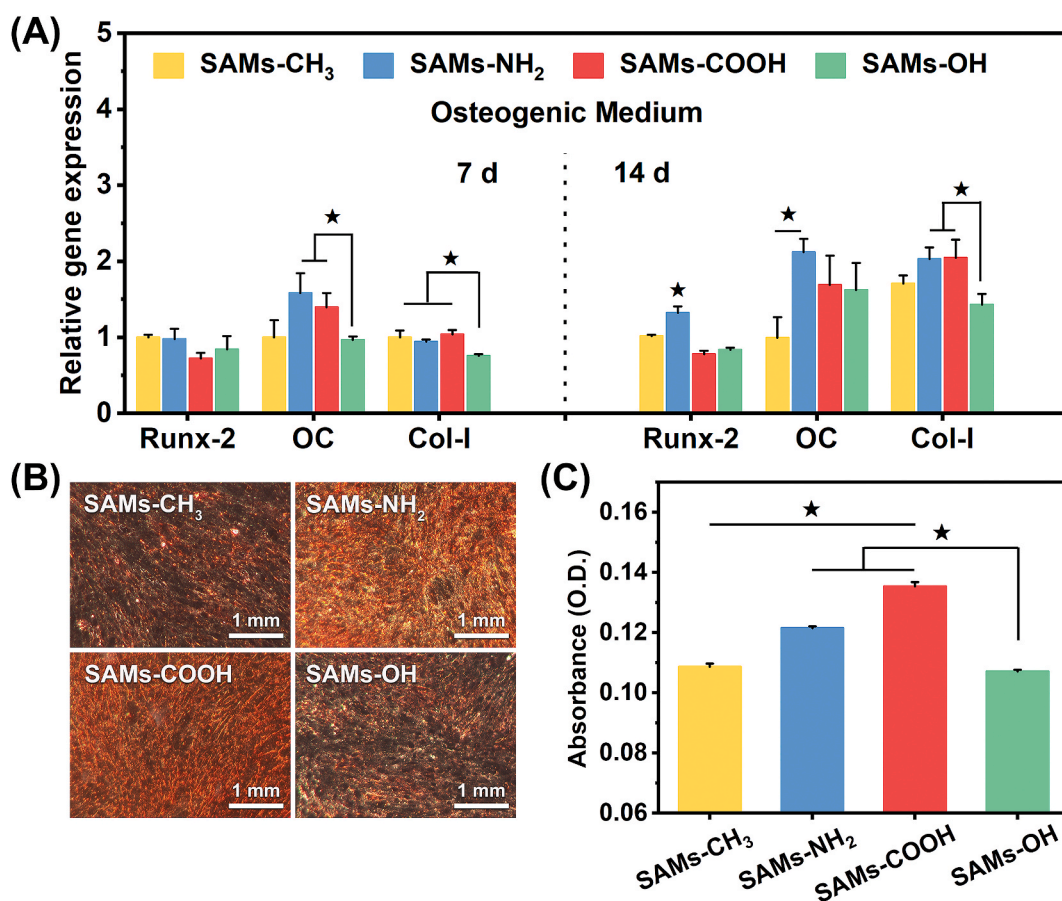 (A)
Relative gene expression
5
4
3
2
1
0
SAMs-CH₃ SAMs-NH₂ SAMs-COOH SAMs-OH
Osteogenic Medium
7 d 14 d
Runx-2 OC Col-I Runx-2 OC Col-I
(B)
SAMs-CH₃
1 mm
SAMs-NH₂
1 mm
SAMs-COOH
1 mm
SAMs-OH
1 mm
(C)
Absorbance (O.D.)
0.16
0.14
0.12
0.10
0.08
0.06
SAMs-CH₃
SAMs-NH₂
SAMs-COOH
SAMs-OH